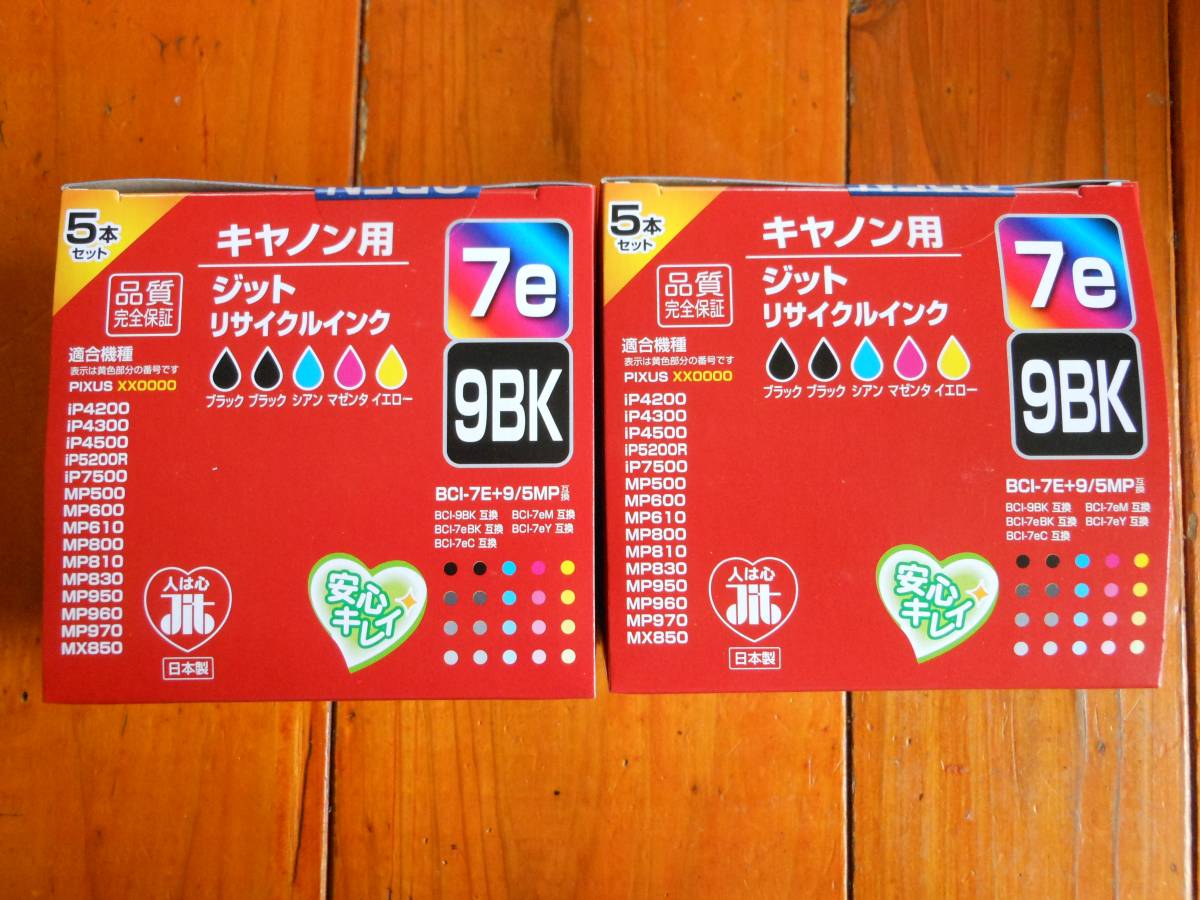 OPEN
5本
セット
キヤノン用
品質
完全保証
ジット
リサイクルインク
7e
9BK
ブラック ブラック シアン マゼンタ イエロー
適合機種
表示は黄色部分の番号です
PIXUS XX0000
iP4200
iP4300
iP4500
iP5200R
iP7500
MP500
MP600
MP610
MP800
MP810
MP830
MP950
MP960
MP970
MX850
BCI-7E+9/5MP互換
BCI-9BK 互換 BCI-7eM 互換
BCI-7eBK 互換 BCI-7eY 互換
BCI-7eC 互換
人は心
Jit
日本製
安心
キレイ
OPEN
5本
セット
キヤノン用
品質
完全保証
ジット
リサイクルインク
7e
9BK
ブラック ブラック シアン マゼンタ イエロー
適合機種
表示は黄色部分の番号です
PIXUS XX0000
iP4200
iP4300
iP4500
iP5200R
iP7500
MP500
MP600
MP610
MP800
MP810
MP830
MP950
MP960
MP970
MX850
BCI-7E+9/5MP互換
BCI-9BK 互換 BCI-7eM 互換
BCI-7eBK 互換 BCI-7eY 互換
BCI-7eC 互換
人は心
Jit
日本製
安心
キレイ